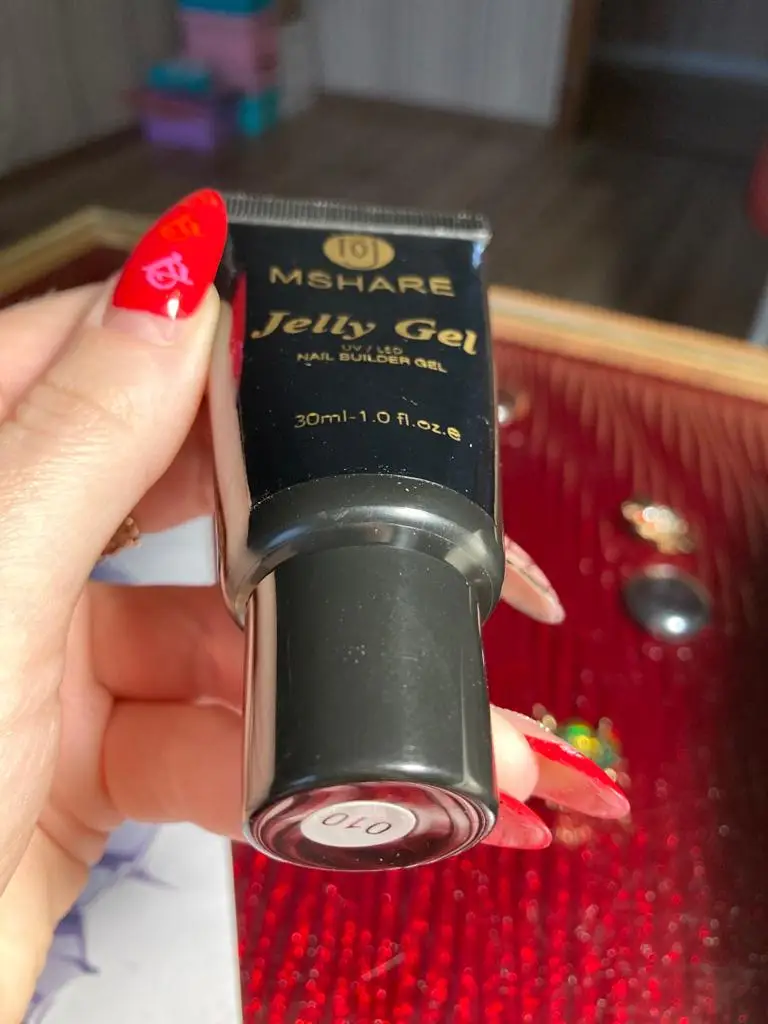 MSHARE
Jelly Gel
UV / LED
NAIL BUILDER GEL
30ml-1.0 fl.oz.e
010